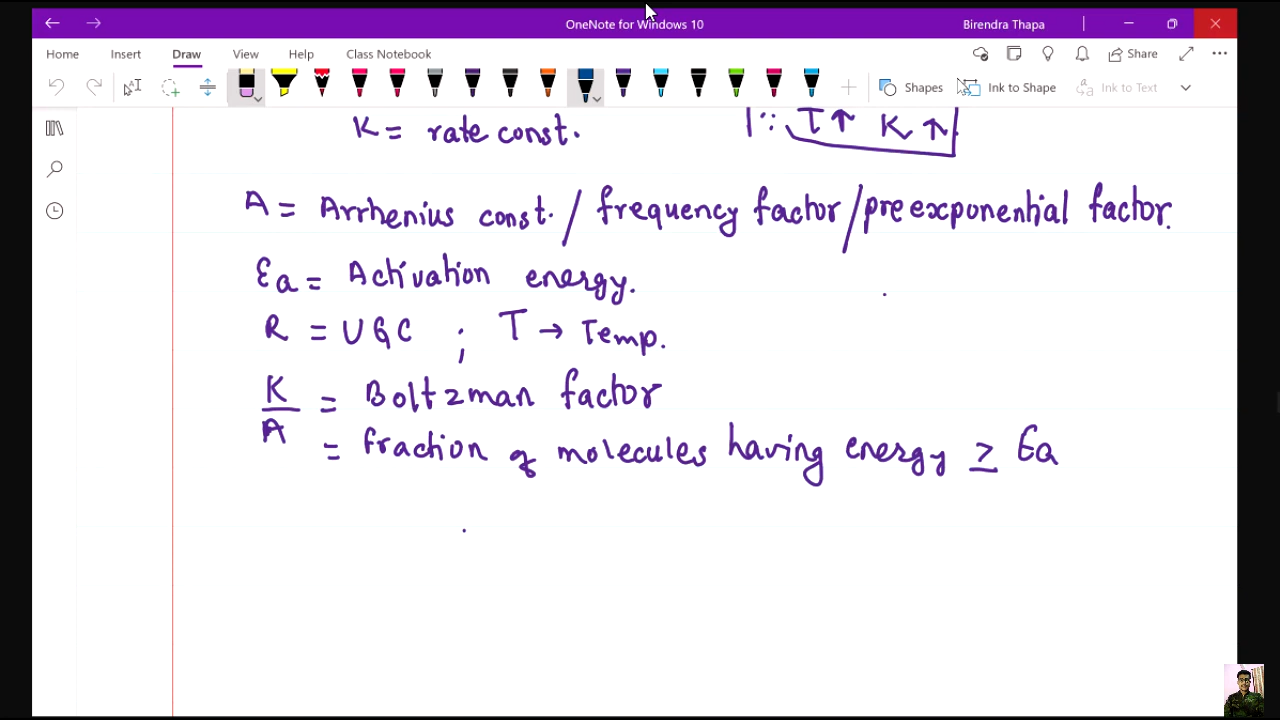 OneNote for Windows 10
Birendra Thapa
Home Insert Draw View Help Class Notebook Share
Shapes Ink to Shape Ink to Text
K = rate const.
∵ T↑ K↑
A = Arrhenius const. / frequency factor / preexponential factor.
Ea = Activation energy.
R = UGC ; T → Temp.
K/A = Boltzman factor
= fraction of molecules having energy ≥ Ea